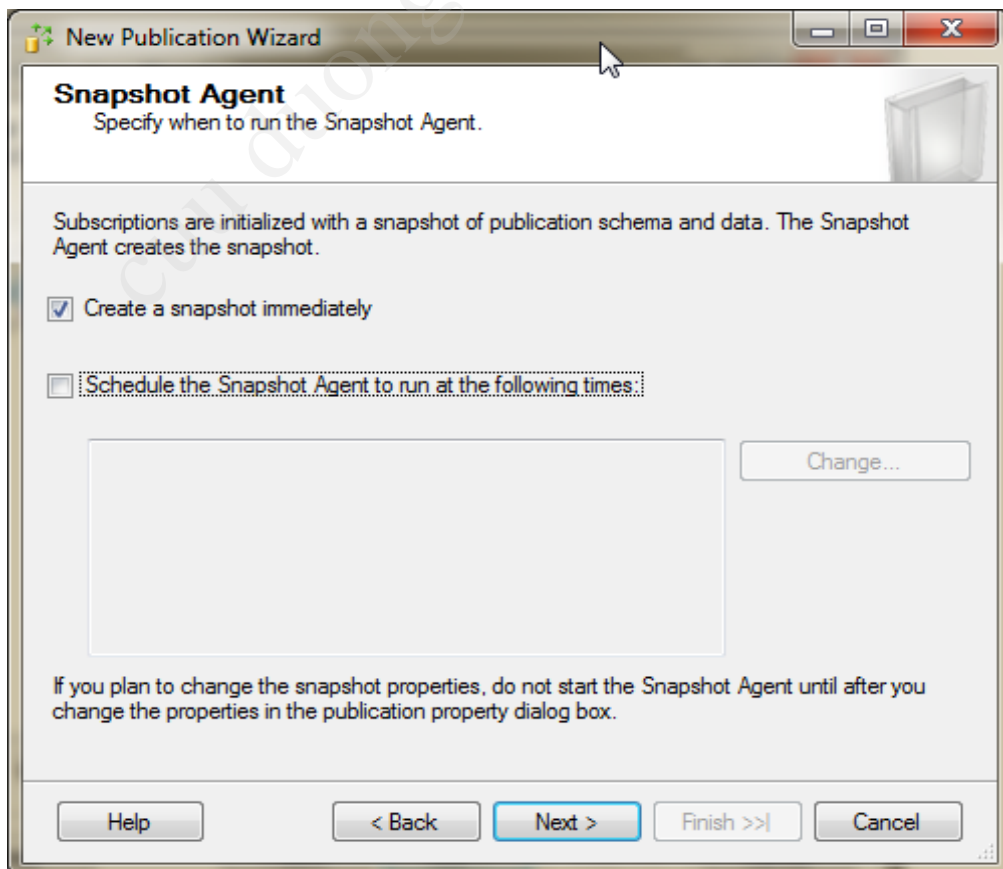 New Publication Wizard
Snapshot Agent
Specify when to run the Snapshot Agent.
Subscriptions are initialized with a snapshot of publication schema and data. The Snapshot
Agent creates the snapshot.
Create a snapshot immediately
Schedule the Snapshot Agent to run at the following times:
Change...
If you plan to change the snapshot properties, do not start the Snapshot Agent until after you
change the properties in the publication property dialog box.
Help
< Back
Next >
Finish >>|
Cancel
cuu duong